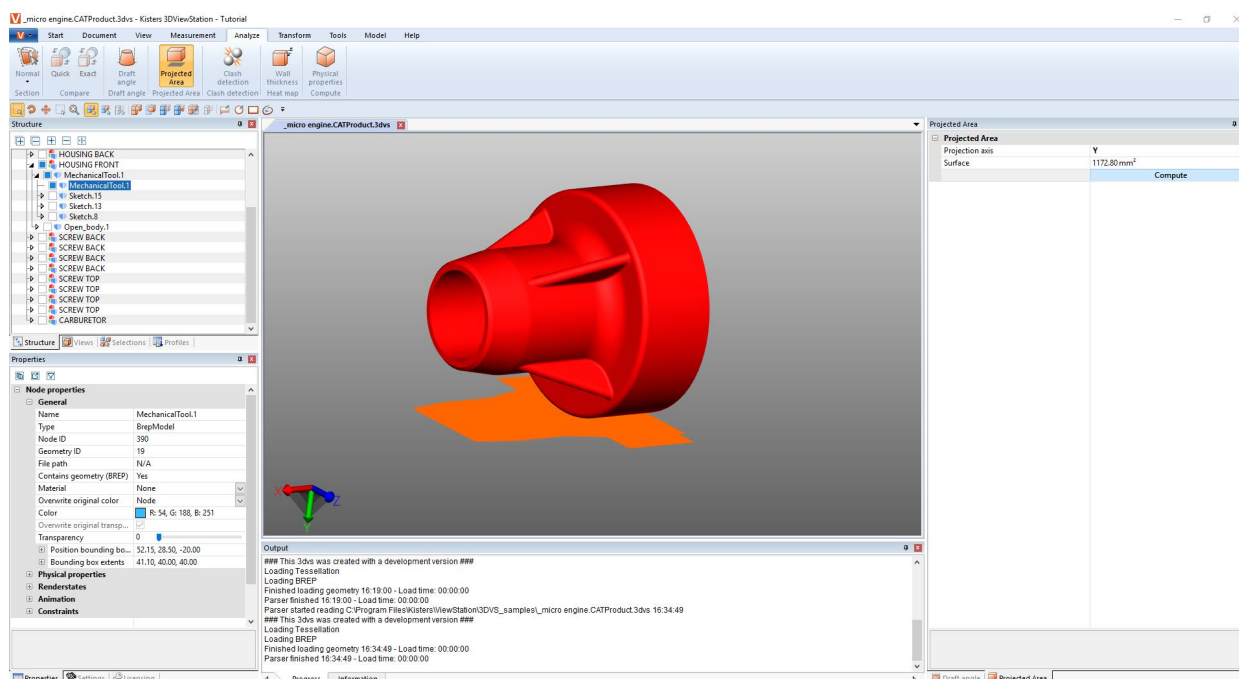 _micro engine.CATProduct.3dvs - Kisters 3DViewStation - Tutorial
Start Document View Measurement Analyze Transform Tools Model Help
Normal Quick Exact Draft angle Projected Area Clash detection Wall thickness Physical properties
Section Compare Draft angle Projected Area Clash detection Heat map Compute
Structure
HOUSING BACK
HOUSING FRONT
MechanicalTool.1
MechanicalTool.1
Sketch.15
Sketch.13
Sketch.8
Open_body.1
SCREW BACK
SCREW BACK
SCREW BACK
SCREW BACK
SCREW TOP
SCREW TOP
SCREW TOP
SCREW TOP
CARBURETOR
Structure Views Selections Profiles
Properties
Node properties
General
Name MechanicalTool.1
Type BrepModel
Node ID 390
Geometry ID 19
File path N/A
Contains geometry (BREP) Yes
Material None
Overwrite original color Node
Color R: 54, G: 188, B: 251
Overwrite original transp...
Transparency 0
Position bounding bo... 52.15, 28.50, -20.00
Bounding box extents 41.10, 40.00, 40.00
Physical properties
Renderstates
Animation
Constraints
Properties Settings Licensing
_micro engine.CATProduct.3dvs
X Z Y
Output
### This 3dvs was created with a development version ###
Loading Tessellation
Loading BREP
Finished loading geometry 16:19:00 - Load time: 00:00:00
Parser finished 16:19:00 - Load time: 00:00:00
Parser started reading C:\Program Files\Kisters\ViewStation\3DVS_samples\_micro engine.CATProduct.3dvs 16:34:49
### This 3dvs was created with a development version ###
Loading Tessellation
Loading BREP
Finished loading geometry 16:34:49 - Load time: 00:00:00
Parser finished 16:34:49 - Load time: 00:00:00
Progress Information
Projected Area
Projected Area
Projection axis Y
Surface 1172.80 mm²
Compute
Draft angle Projected Area